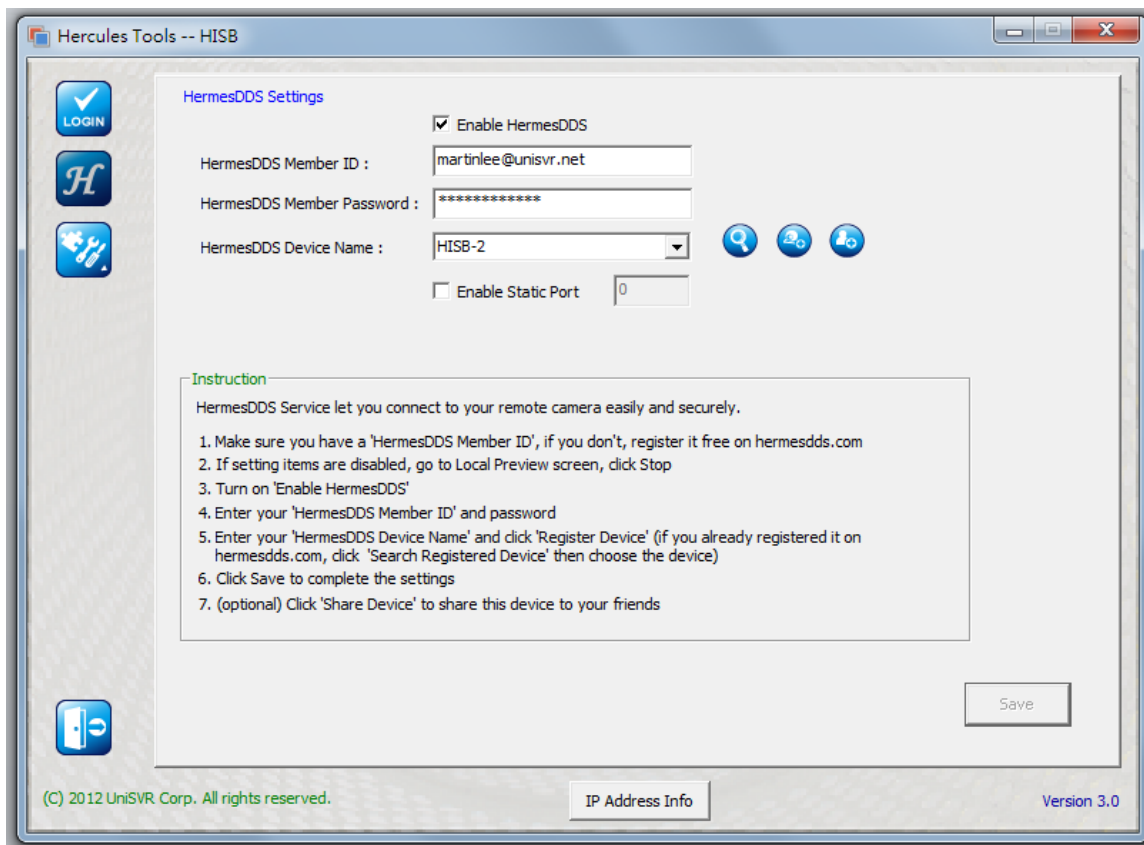 Hercules Tools -- HISB
LOGIN
HermesDDS Settings
Enable HermesDDS
HermesDDS Member ID :
martinlee@unisvr.net
HermesDDS Member Password :
************
HermesDDS Device Name :
HISB-2
Enable Static Port
0
H
Instruction
HermesDDS Service let you connect to your remote camera easily and securely.
1. Make sure you have a 'HermesDDS Member ID', if you don't, register it free on hermesdds.com
2. If setting items are disabled, go to Local Preview screen, click Stop
3. Turn on 'Enable HermesDDS'
4. Enter your 'HermesDDS Member ID' and password
5. Enter your 'HermesDDS Device Name' and click 'Register Device' (if you already registered it on
hermesdds.com, click 'Search Registered Device' then choose the device)
6. Click Save to complete the settings
7. (optional) Click 'Share Device' to share this device to your friends
Save
(C) 2012 UniSVR Corp. All rights reserved.
IP Address Info
Version 3.0